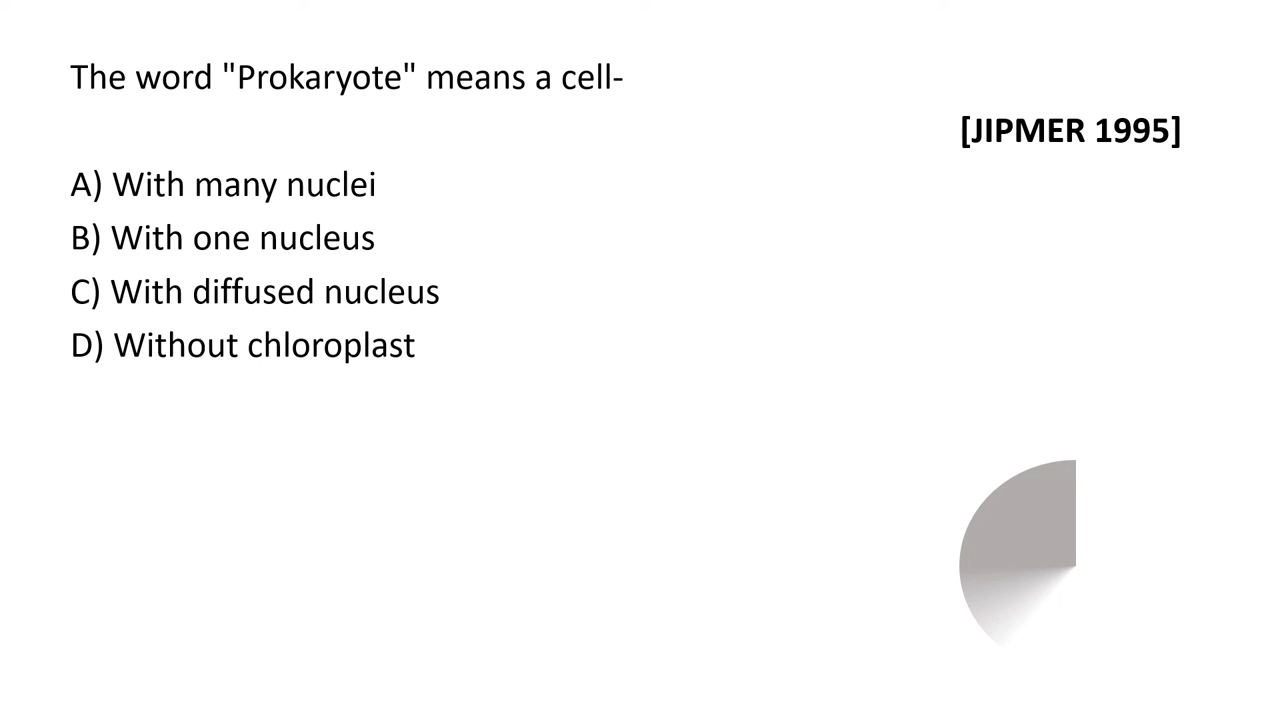 The word "Prokaryote" means a cell-
[JIPMER 1995]
A) With many nuclei
B) With one nucleus
C) With diffused nucleus
D) Without chloroplast